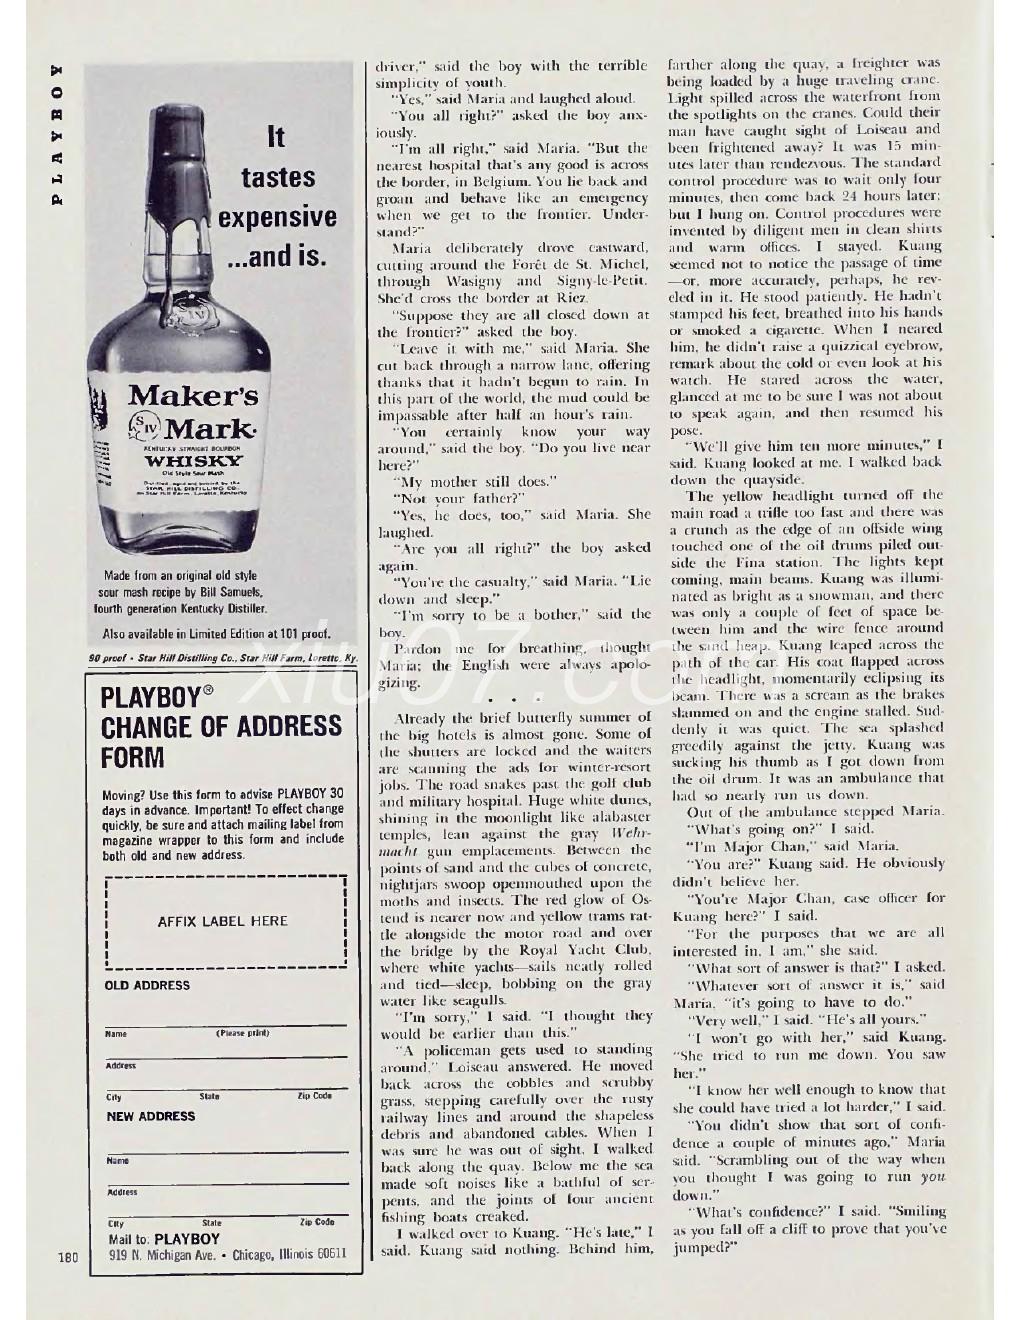 PLAYBOY
It
tastes
expensive
...and is.
Maker's
S IV Mark
KENTUCKY STRAIGHT BOURBON
WHISKY
Old Style Sour Mash
Distilled, aged and bottled by the
STAR HILL DISTILLING CO.
on Star Hill Farm, Loretto, Kentucky
Made from an original old style
sour mash recipe by Bill Samuels,
fourth generation Kentucky Distiller.
Also available in Limited Edition at 101 proof.
90 proof • Star Hill Distilling Co., Star Hill Farm, Loretto, Ky.
PLAYBOY®
CHANGE OF ADDRESS
FORM
Moving? Use this form to advise PLAYBOY 30
days in advance. Important! To effect change
quickly, be sure and attach mailing label from
magazine wrapper to this form and include
both old and new address.
AFFIX LABEL HERE
OLD ADDRESS
Name (Please print)
Address
City State Zip Code
NEW ADDRESS
Name
Address
City State Zip Code
Mail to: PLAYBOY
919 N. Michigan Ave. • Chicago, Illinois 60611
180
driver," said the boy with the terrible
simplicity of youth.
"Yes," said Maria and laughed aloud.
"You all right?" asked the boy anx-
iously.
"I'm all right," said Maria. "But the
nearest hospital that's any good is across
the border, in Belgium. You lie back and
groan and behave like an emergency
when we get to the frontier. Under-
stand?"
Maria deliberately drove eastward,
cutting around the Forêt de St. Michel,
through Wasigny and Signy-le-Petit.
She'd cross the border at Riez.
"Suppose they are all closed down at
the frontier?" asked the boy.
"Leave it with me," said Maria. She
cut back through a narrow lane, offering
thanks that it hadn't begun to rain. In
this part of the world, the mud could be
impassable after half an hour's rain.
"You certainly know your way
around," said the boy. "Do you live near
here?"
"My mother still does."
"Not your father?"
"Yes, he does, too," said Maria. She
laughed.
"Are you all right?" the boy asked
again.
"You're the casualty," said Maria. "Lie
down and sleep."
"I'm sorry to be a bother," said the
boy.
Pardon me for breathing, thought
Maria; the English were always apolo-
gizing.
• • •
Already the brief butterfly summer of
the big hotels is almost gone. Some of
the shutters are locked and the waiters
are scanning the ads for winter-resort
jobs. The road snakes past the golf club
and military hospital. Huge white dunes,
shining in the moonlight like alabaster
temples, lean against the gray Wehr-
macht gun emplacements. Between the
points of sand and the cubes of concrete,
nightjars swoop openmouthed upon the
moths and insects. The red glow of Os-
tend is nearer now and yellow trams rat-
tle alongside the motor road and over
the bridge by the Royal Yacht Club,
where white yachts—sails neatly rolled
and tied—sleep, bobbing on the gray
water like seagulls.
"I'm sorry," I said. "I thought they
would be earlier than this."
"A policeman gets used to standing
around," Loiseau answered. He moved
back across the cobbles and scrubby
grass, stepping carefully over the rusty
railway lines and around the shapeless
debris and abandoned cables. When I
was sure he was out of sight, I walked
back along the quay. Below me the sea
made soft noises like a bathful of ser-
pents, and the joints of four ancient
fishing boats creaked.
I walked over to Kuang. "He's late," I
said. Kuang said nothing. Behind him,
farther along the quay, a freighter was
being loaded by a huge traveling crane.
Light spilled across the waterfront from
the spotlights on the cranes. Could their
man have caught sight of Loiseau and
been frightened away? It was 15 min-
utes later than rendezvous. The standard
control procedure was to wait only four
minutes, then come back 24 hours later;
but I hung on. Control procedures were
invented by diligent men in clean shirts
and warm offices. I stayed. Kuang
seemed not to notice the passage of time
—or, more accurately, perhaps, he rev-
eled in it. He stood patiently. He hadn't
stamped his feet, breathed into his hands
or smoked a cigarette. When I neared
him, he didn't raise a quizzical eyebrow,
remark about the cold or even look at his
watch. He stared across the water,
glanced at me to be sure I was not about
to speak again, and then resumed his
pose.
"We'll give him ten more minutes," I
said. Kuang looked at me. I walked back
down the quayside.
The yellow headlight turned off the
main road a trifle too fast and there was
a crunch as the edge of an offside wing
touched one of the oil drums piled out-
side the Fina station. The lights kept
coming, main beams. Kuang was illumi-
nated as bright as a snowman, and there
was only a couple of feet of space be-
tween him and the wire fence around
the sand heap. Kuang leaped across the
path of the car. His coat flapped across
the headlight, momentarily eclipsing its
beam. There was a scream as the brakes
slammed on and the engine stalled. Sud-
denly it was quiet. The sea splashed
greedily against the jetty. Kuang was
sucking his thumb as I got down from
the oil drum. It was an ambulance that
had so nearly run us down.
Out of the ambulance stepped Maria.
"What's going on?" I said.
"I'm Major Chan," said Maria.
"You are?" Kuang said. He obviously
didn't believe her.
"You're Major Chan, case officer for
Kuang here?" I said.
"For the purposes that we are all
interested in, I am," she said.
"What sort of answer is that?" I asked.
"Whatever sort of answer it is," said
Maria, "it's going to have to do."
"Very well," I said. "He's all yours."
"I won't go with her," said Kuang.
"She tried to run me down. You saw
her."
"I know her well enough to know that
she could have tried a lot harder," I said.
"You didn't show that sort of confi-
dence a couple of minutes ago," Maria
said. "Scrambling out of the way when
you thought I was going to run you
down."
"What's confidence?" I said. "Smiling
as you fall off a cliff to prove that you've
jumped?"